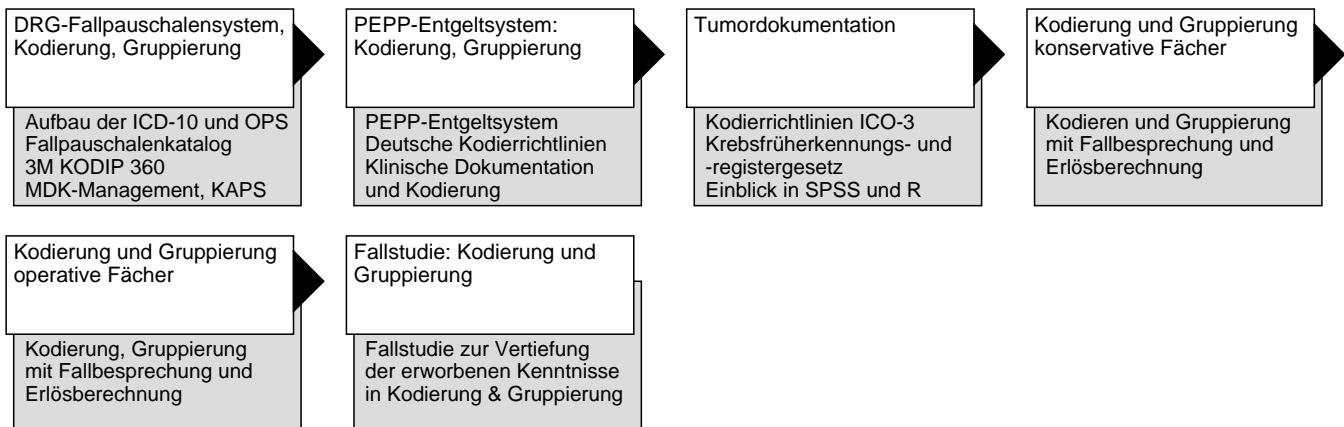 DRG-Fallpauschalensystem,
Kodierung, Gruppierung
Aufbau der ICD-10 und OPS
Fallpauschalenkatalog
3M KODIP 360
MDK-Management, KAPS
PEPP-Entgeltsystem:
Kodierung, Gruppierung
PEPP-Entgeltsystem
Deutsche Kodierrichtlinien
Klinische Dokumentation
und Kodierung
Tumordokumentation
Kodierrichtlinien ICO-3
Krebsfrüherkennungs- und
-registergesetz
Einblick in SPSS und R
Kodierung und Gruppierung
konservative Fächer
Kodieren und Gruppierung
mit Fallbesprechung und
Erlösberechnung
Kodierung und Gruppierung
operative Fächer
Kodierung, Gruppierung
mit Fallbesprechung und
Erlösberechnung
Fallstudie: Kodierung und
Gruppierung
Fallstudie zur Vertiefung
der erworbenen Kenntnisse
in Kodierung & Gruppierung